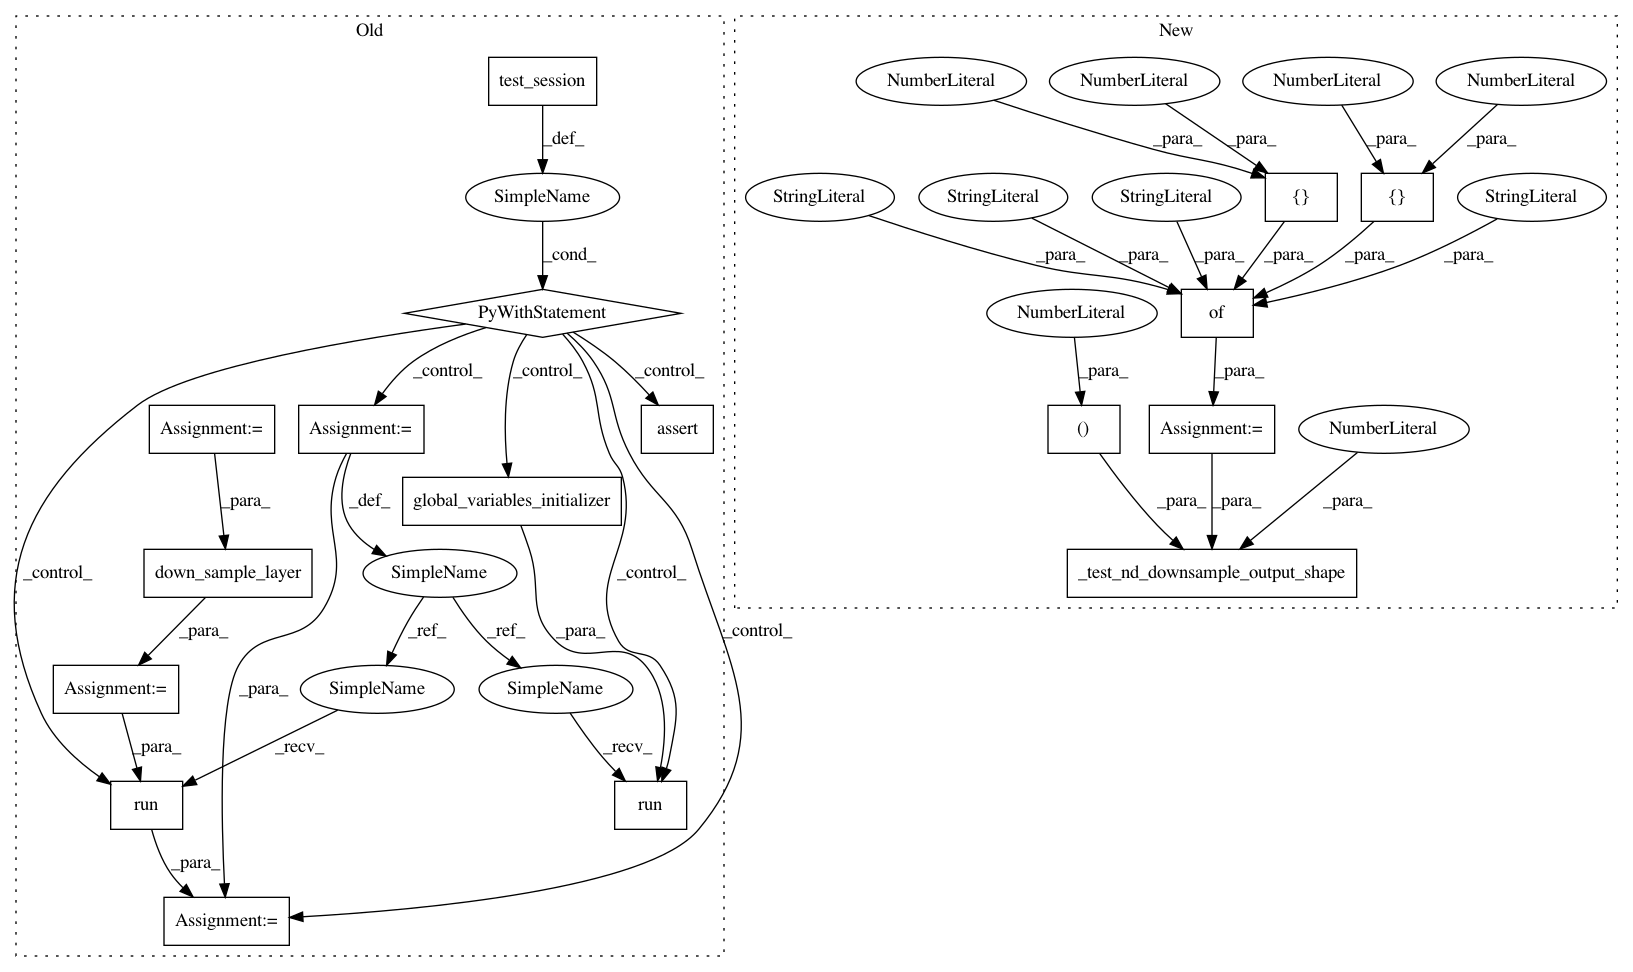 Old
New
test_session
NumberLiteral
NumberLiteral
NumberLiteral
NumberLiteral
_def_
_para_
_para_
_para_
_para_
SimpleName
StringLiteral
StringLiteral
StringLiteral
{}
{}
StringLiteral
_cond_
_para_
_para_
_para_
_para_
_para_
_para_
PyWithStatement
NumberLiteral
of
_control_
_control_
_control_
_para_
_para_
Assignment:=
Assignment:=
assert
()
Assignment:=
NumberLiteral
_para_
_def_
global_variables_initializer
_para_
_para_
_para_
_control_
down_sample_layer
SimpleName
_control_
_test_nd_downsample_output_shape
_para_
_ref_
_ref_
_para_
_control_
Assignment:=
_para_
SimpleName
SimpleName
_para_
_recv_
_recv_
run
run
_para_
Assignment:=